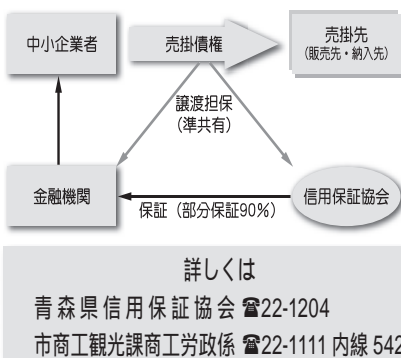 中小企業者
売掛債権
売掛先
(販売先・納入先)
譲渡担保
(準共有)
金融機関
保証(部分保証90%)
信用保証協会
詳しくは
青森県信用保証協会 ☎22-1204
市商工観光課商工労政係 ☎22-1111 内線 542